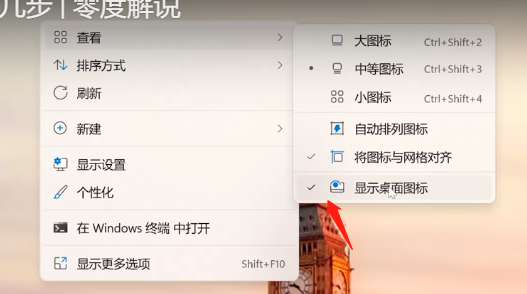 几步 | 零度解说
查看
排序方式
刷新
新建
显示设置
个性化
在 Windows 终端 中打开
显示更多选项 Shift+F10
大图标 Ctrl+Shift+2
中等图标 Ctrl+Shift+3
小图标 Ctrl+Shift+4
自动排列图标
将图标与网格对齐
显示桌面图标